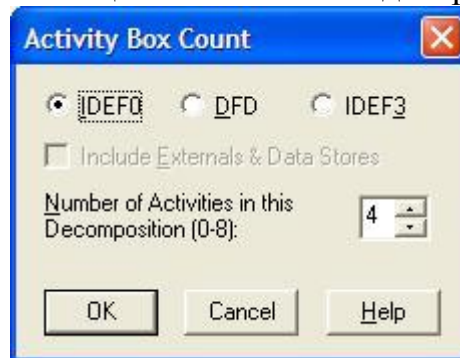 Activity Box Count
IDEF0 DFD IDEF3
Include Externals & Data Stores
Number of Activities in this
Decomposition (0-8):
4
OK Cancel Help